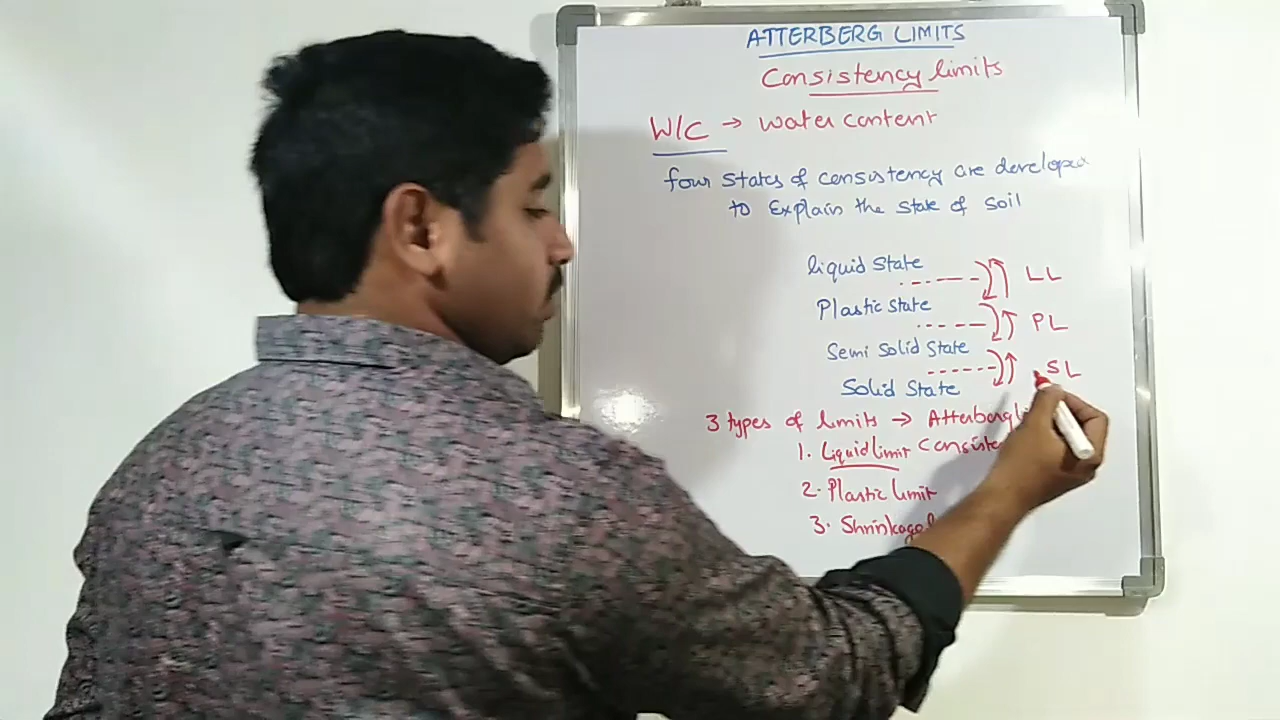 ATTERBERG LIMITS
Consistency limits
W/C → water content
four states of consistency are
to Explain the state of soil
liquid state LL
Plastic state PL
Semi solid state SL
Solid state
3 types of limits → Atterberg
1. Liquid limit
2. Plastic limit
3. Shrinkage